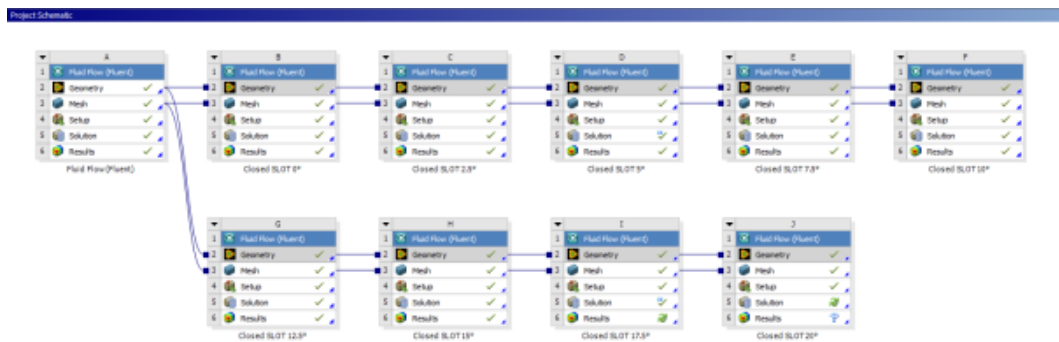 Project Schematic
A
1 Fluid Flow (Fluent)
2 Geometry
3 Mesh
4 Setup
5 Solution
6 Results
Fluid Flow (Fluent)
B
1 Fluid Flow (Fluent)
2 Geometry
3 Mesh
4 Setup
5 Solution
6 Results
Closed SLOT 0°
C
1 Fluid Flow (Fluent)
2 Geometry
3 Mesh
4 Setup
5 Solution
6 Results
Closed SLOT 2.5°
D
1 Fluid Flow (Fluent)
2 Geometry
3 Mesh
4 Setup
5 Solution
6 Results
Closed SLOT 5°
E
1 Fluid Flow (Fluent)
2 Geometry
3 Mesh
4 Setup
5 Solution
6 Results
Closed SLOT 7.5°
F
1 Fluid Flow (Fluent)
2 Geometry
3 Mesh
4 Setup
5 Solution
6 Results
Closed SLOT 10°
G
1 Fluid Flow (Fluent)
2 Geometry
3 Mesh
4 Setup
5 Solution
6 Results
Closed SLOT 12.5°
H
1 Fluid Flow (Fluent)
2 Geometry
3 Mesh
4 Setup
5 Solution
6 Results
Closed SLOT 15°
I
1 Fluid Flow (Fluent)
2 Geometry
3 Mesh
4 Setup
5 Solution
6 Results
Closed SLOT 17.5°
J
1 Fluid Flow (Fluent)
2 Geometry
3 Mesh
4 Setup
5 Solution
6 Results
Closed SLOT 20°